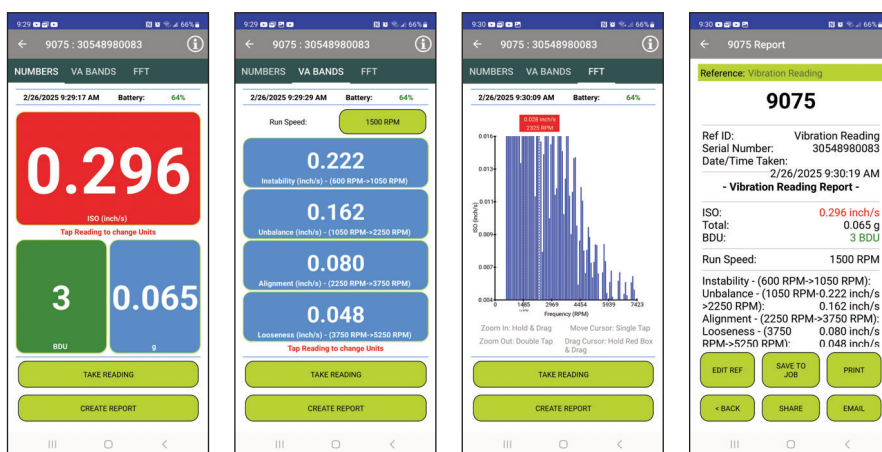 9:29
66%
9075 : 30548980083
NUMBERS VA BANDS FFT
2/26/2025 9:29:17 AM Battery: 64%
0.296
ISO (inch/s)
Tap Reading to change Units
3
BDU
0.065
g
TAKE READING
CREATE REPORT
9:29
66%
9075 : 30548980083
NUMBERS VA BANDS FFT
2/26/2025 9:29:29 AM Battery: 64%
Run Speed: 1500 RPM
0.222
Instability (inch/s) - (600 RPM->1050 RPM)
0.162
Unbalance (inch/s) - (1050 RPM->2250 RPM)
0.080
Alignment (inch/s) - (2250 RPM->3750 RPM)
0.048
Looseness (inch/s) - (3750 RPM->5250 RPM)
Tap Reading to change Units
TAKE READING
CREATE REPORT
9:30
66%
9075 : 30548980083
NUMBERS VA BANDS FFT
2/26/2025 9:30:09 AM Battery: 64%
0.028 inch/s
2325 RPM
0.016
0.013
0.009
0.007
0.004
ISO (inch/s)
0 1485 2969 4454 5939 7423
Frequency (RPM)
Zoom In: Hold & Drag Move Cursor: Single Tap
Zoom Out: Double Tap Drag Cursor: Hold Red Box
& Drag
TAKE READING
CREATE REPORT
9:30
66%
9075 Report
Reference: Vibration Reading
9075
Ref ID: Vibration Reading
Serial Number: 30548980083
Date/Time Taken:
2/26/2025 9:30:19 AM
- Vibration Reading Report -
ISO: 0.296 inch/s
Total: 0.065 g
BDU: 3 BDU
Run Speed: 1500 RPM
Instability - (600 RPM->1050 RPM):
Unbalance - (1050 RPM-0.222 inch/s
>2250 RPM): 0.162 inch/s
Alignment - (2250 RPM->3750 RPM):
Looseness - (3750 0.080 inch/s
RPM->5250 RPM): 0.048 inch/s
EDIT REF SAVE TO JOB PRINT
< BACK SHARE EMAIL